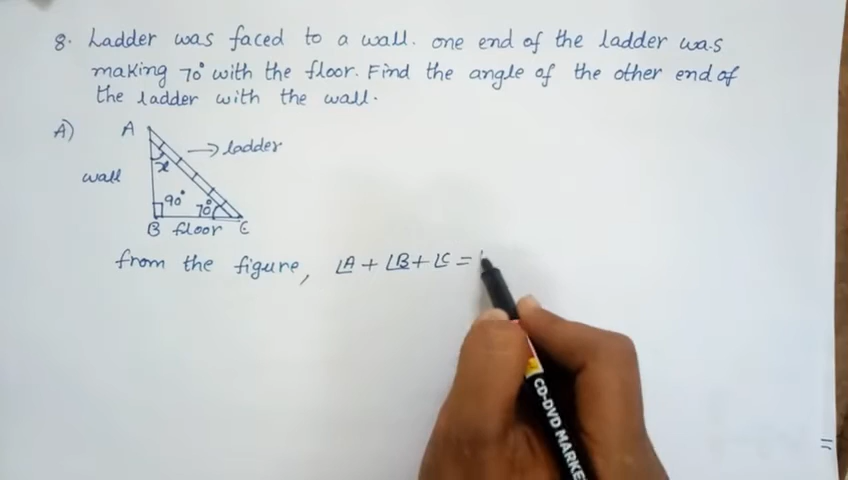 8. Ladder was faced to a wall. one end of the ladder was
making 70° with the floor. Find the angle of the other end of
the ladder with the wall.
A)
A
→ ladder
x
wall
90°
70°
B floor C
from the figure, ∠A + ∠B + ∠C =
CD-DVD MARKE
=